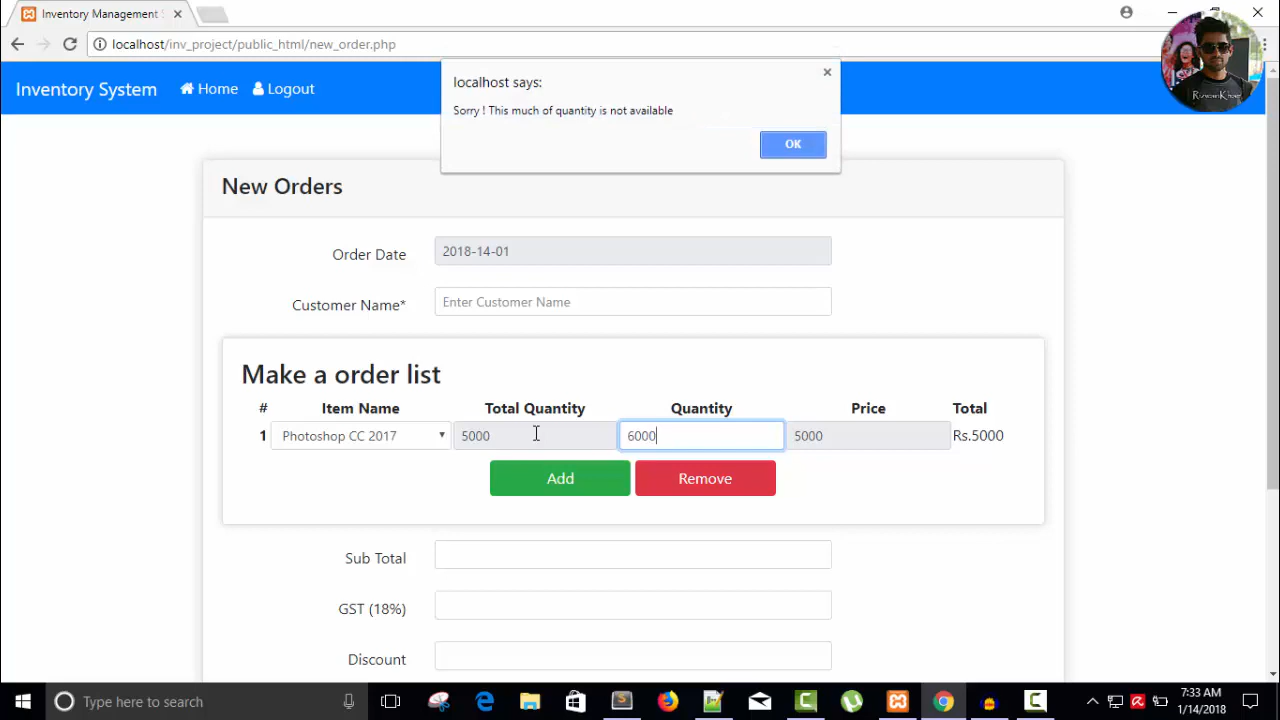 Inventory Management S
localhost/inv_project/public_html/new_order.php
Inventory System Home Logout
localhost says:
Sorry ! This much of quantity is not available
OK
New Orders
Order Date 2018-14-01
Customer Name* Enter Customer Name
Make a order list
# Item Name Total Quantity Quantity Price Total
1 Photoshop CC 2017 5000 6000 5000 Rs.5000
Add Remove
Sub Total
GST (18%)
Discount
Type here to search
7:33 AM
1/14/2018